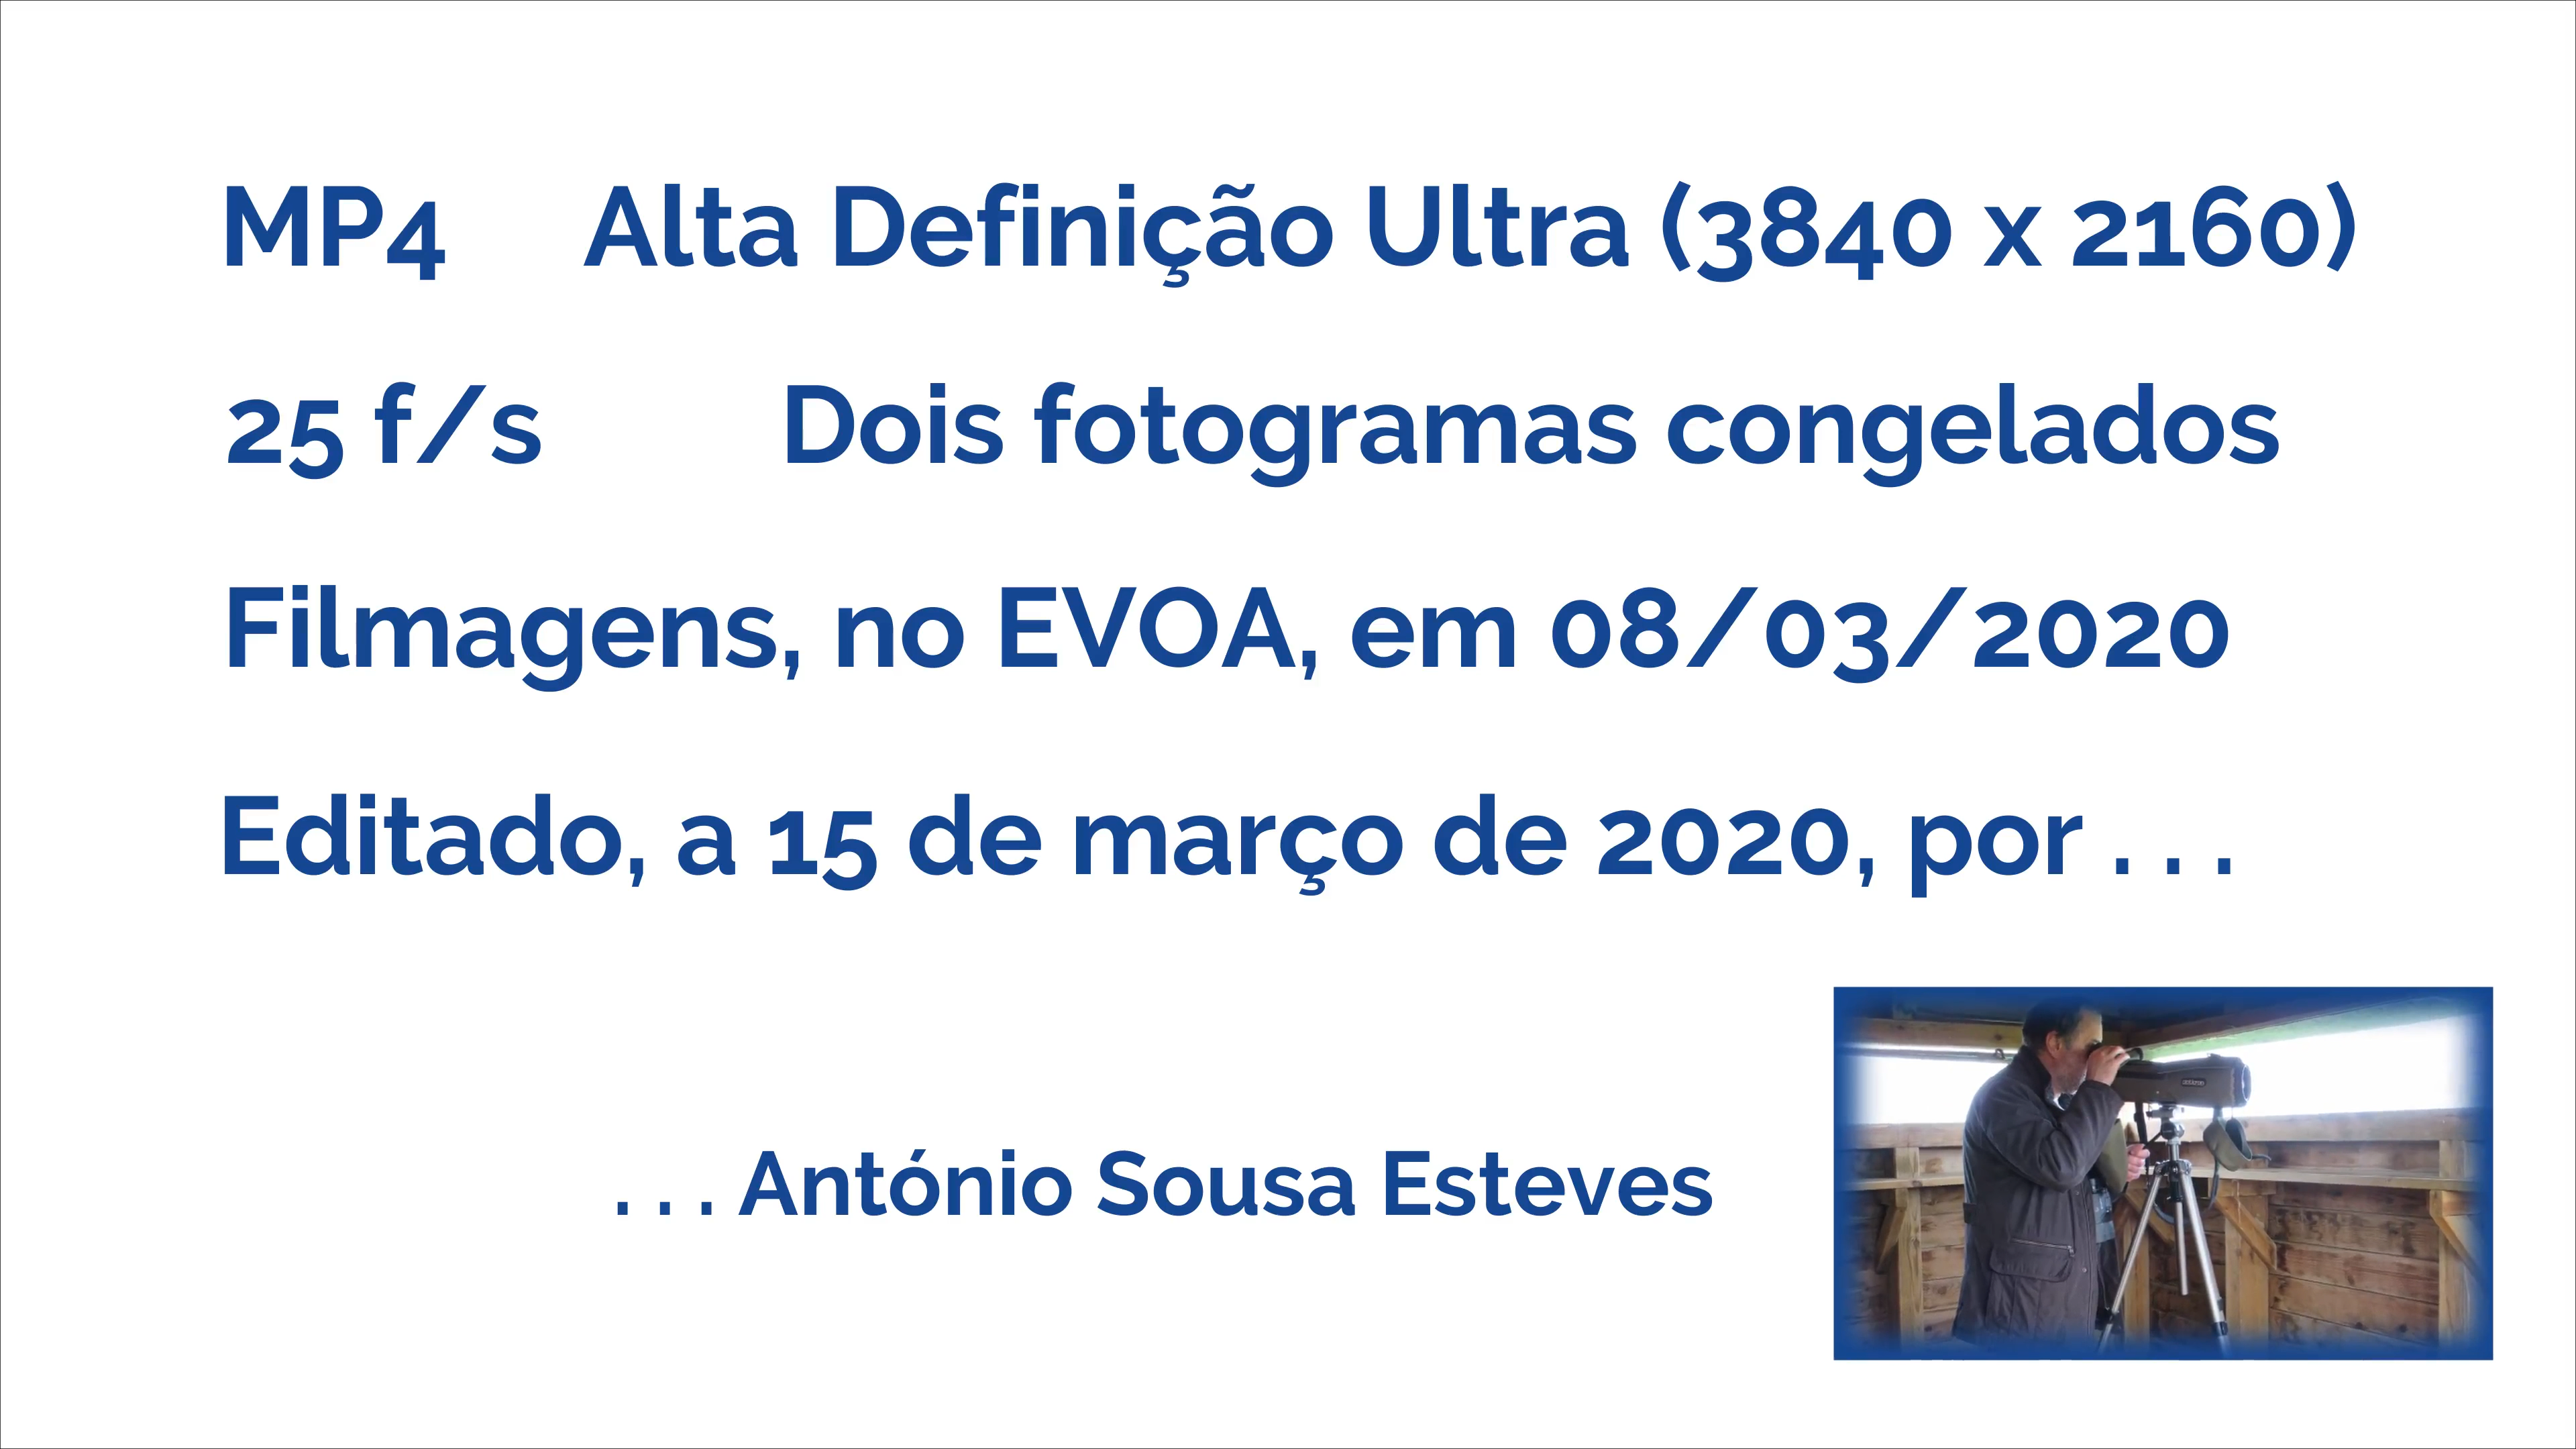 MP4 Alta Definição Ultra (3840 x 2160)
25 f/s Dois fotogramas congelados
Filmagens, no EVOA, em 08/03/2020
Editado, a 15 de março de 2020, por . . .
. . . António Sousa Esteves